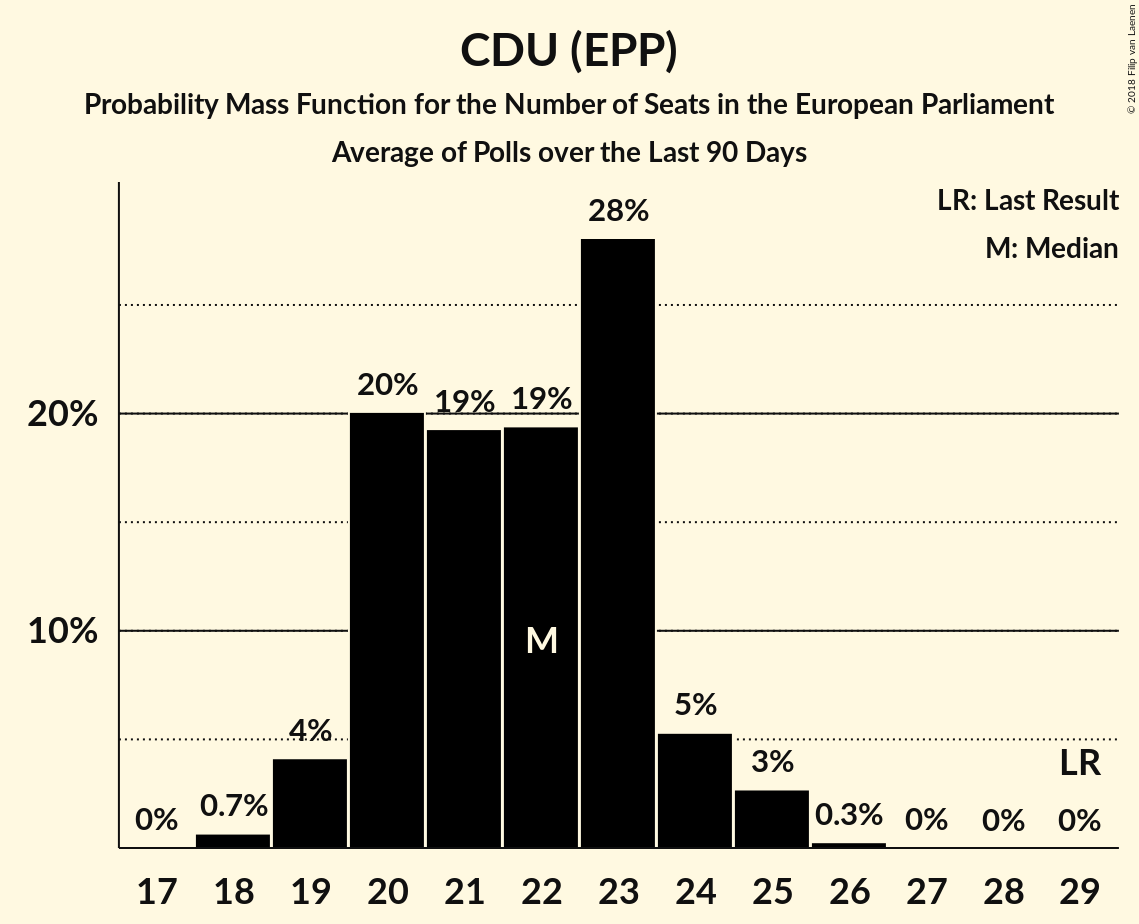 CDU (EPP)
Probability Mass Function for the Number of Seats in the European Parliament
Average of Polls over the Last 90 Days
© 2018 Filip van Laenen
LR: Last Result
M: Median
28%
20%
19%
19%
20%
10%
M
5%
4%
3%
LR
0%
0.7%
0.3%
0%
0%
0%
17 18 19 20 21 22 23 24 25 26 27 28 29